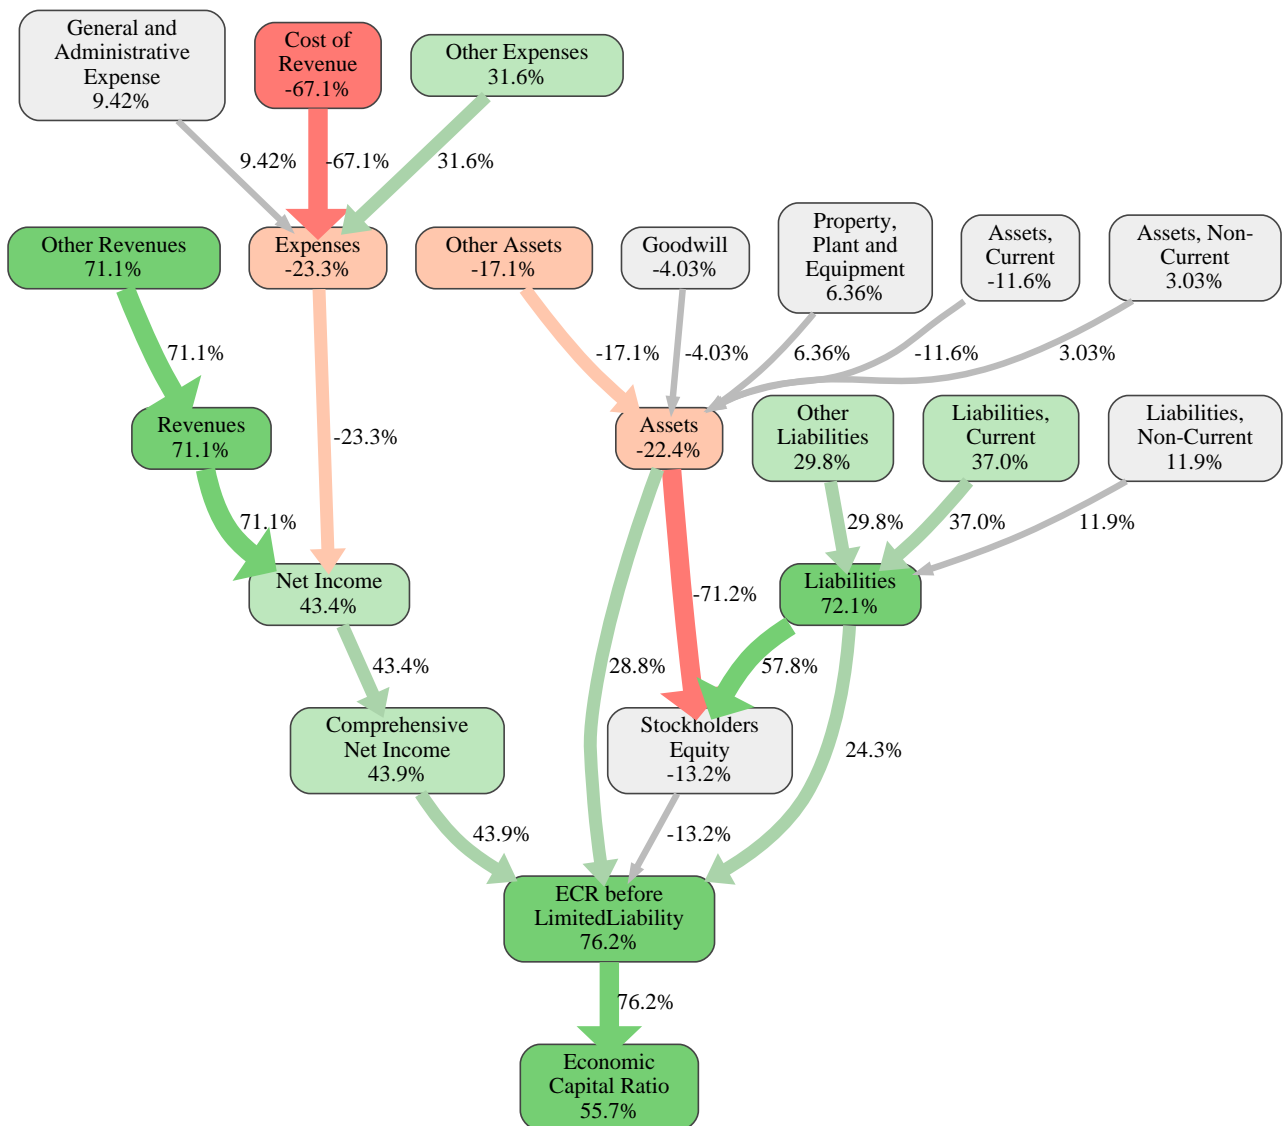 General and
Administrative
Expense
9.42%
Cost of
Revenue
-67.1%
Other Expenses
31.6%
9.42%
-67.1%
31.6%
Other Revenues
71.1%
Expenses
-23.3%
Other Assets
-17.1%
Goodwill
-4.03%
Property,
Plant and
Equipment
6.36%
Assets,
Current
-11.6%
Assets, Non-
Current
3.03%
71.1%
-23.3%
-17.1%
-4.03%
6.36%
-11.6%
3.03%
Revenues
71.1%
Assets
-22.4%
Other
Liabilities
29.8%
Liabilities,
Current
37.0%
Liabilities,
Non-Current
11.9%
71.1%
29.8%
37.0%
11.9%
Net Income
43.4%
Liabilities
72.1%
-71.2%
43.4%
28.8%
57.8%
Comprehensive
Net Income
43.9%
Stockholders
Equity
-13.2%
24.3%
43.9%
-13.2%
ECR before
LimitedLiability
76.2%
76.2%
Economic
Capital Ratio
55.7%